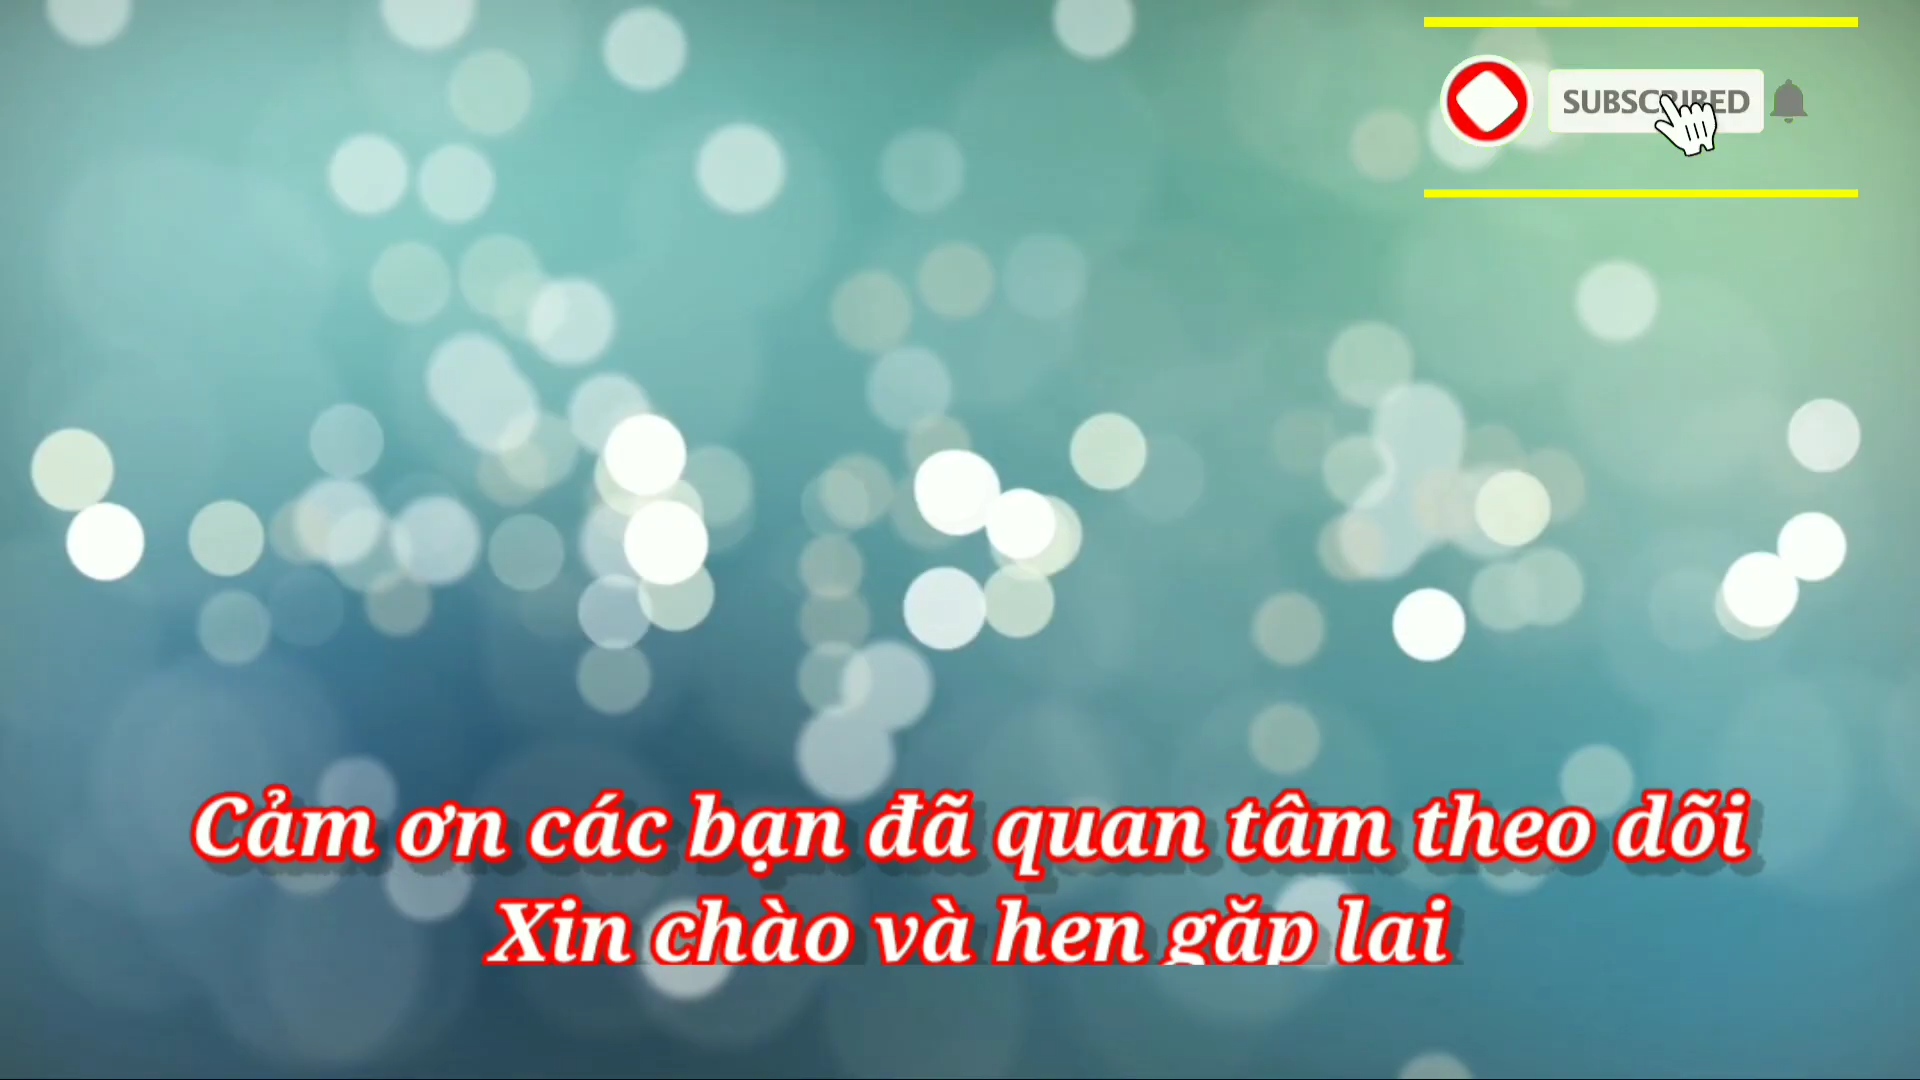 SUBSCRIBED
Cảm ơn các bạn đã quan tâm theo dõi
Xin chào và hẹn gặp lại